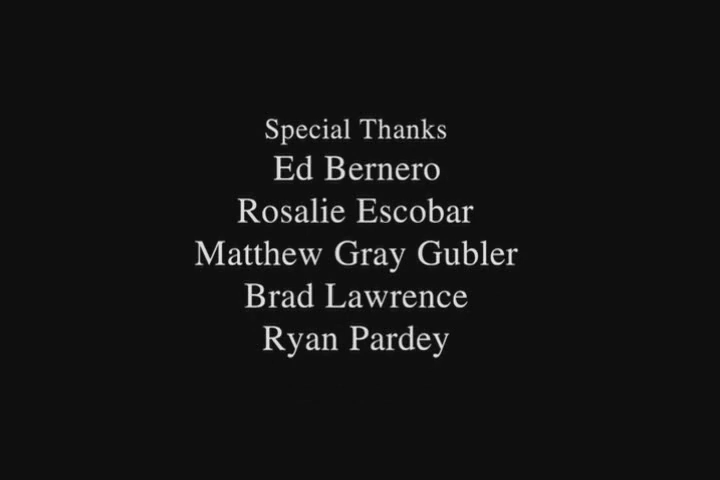 Special Thanks
Ed Bernero
Rosalie Escobar
Matthew Gray Gubler
Brad Lawrence
Ryan Pardey